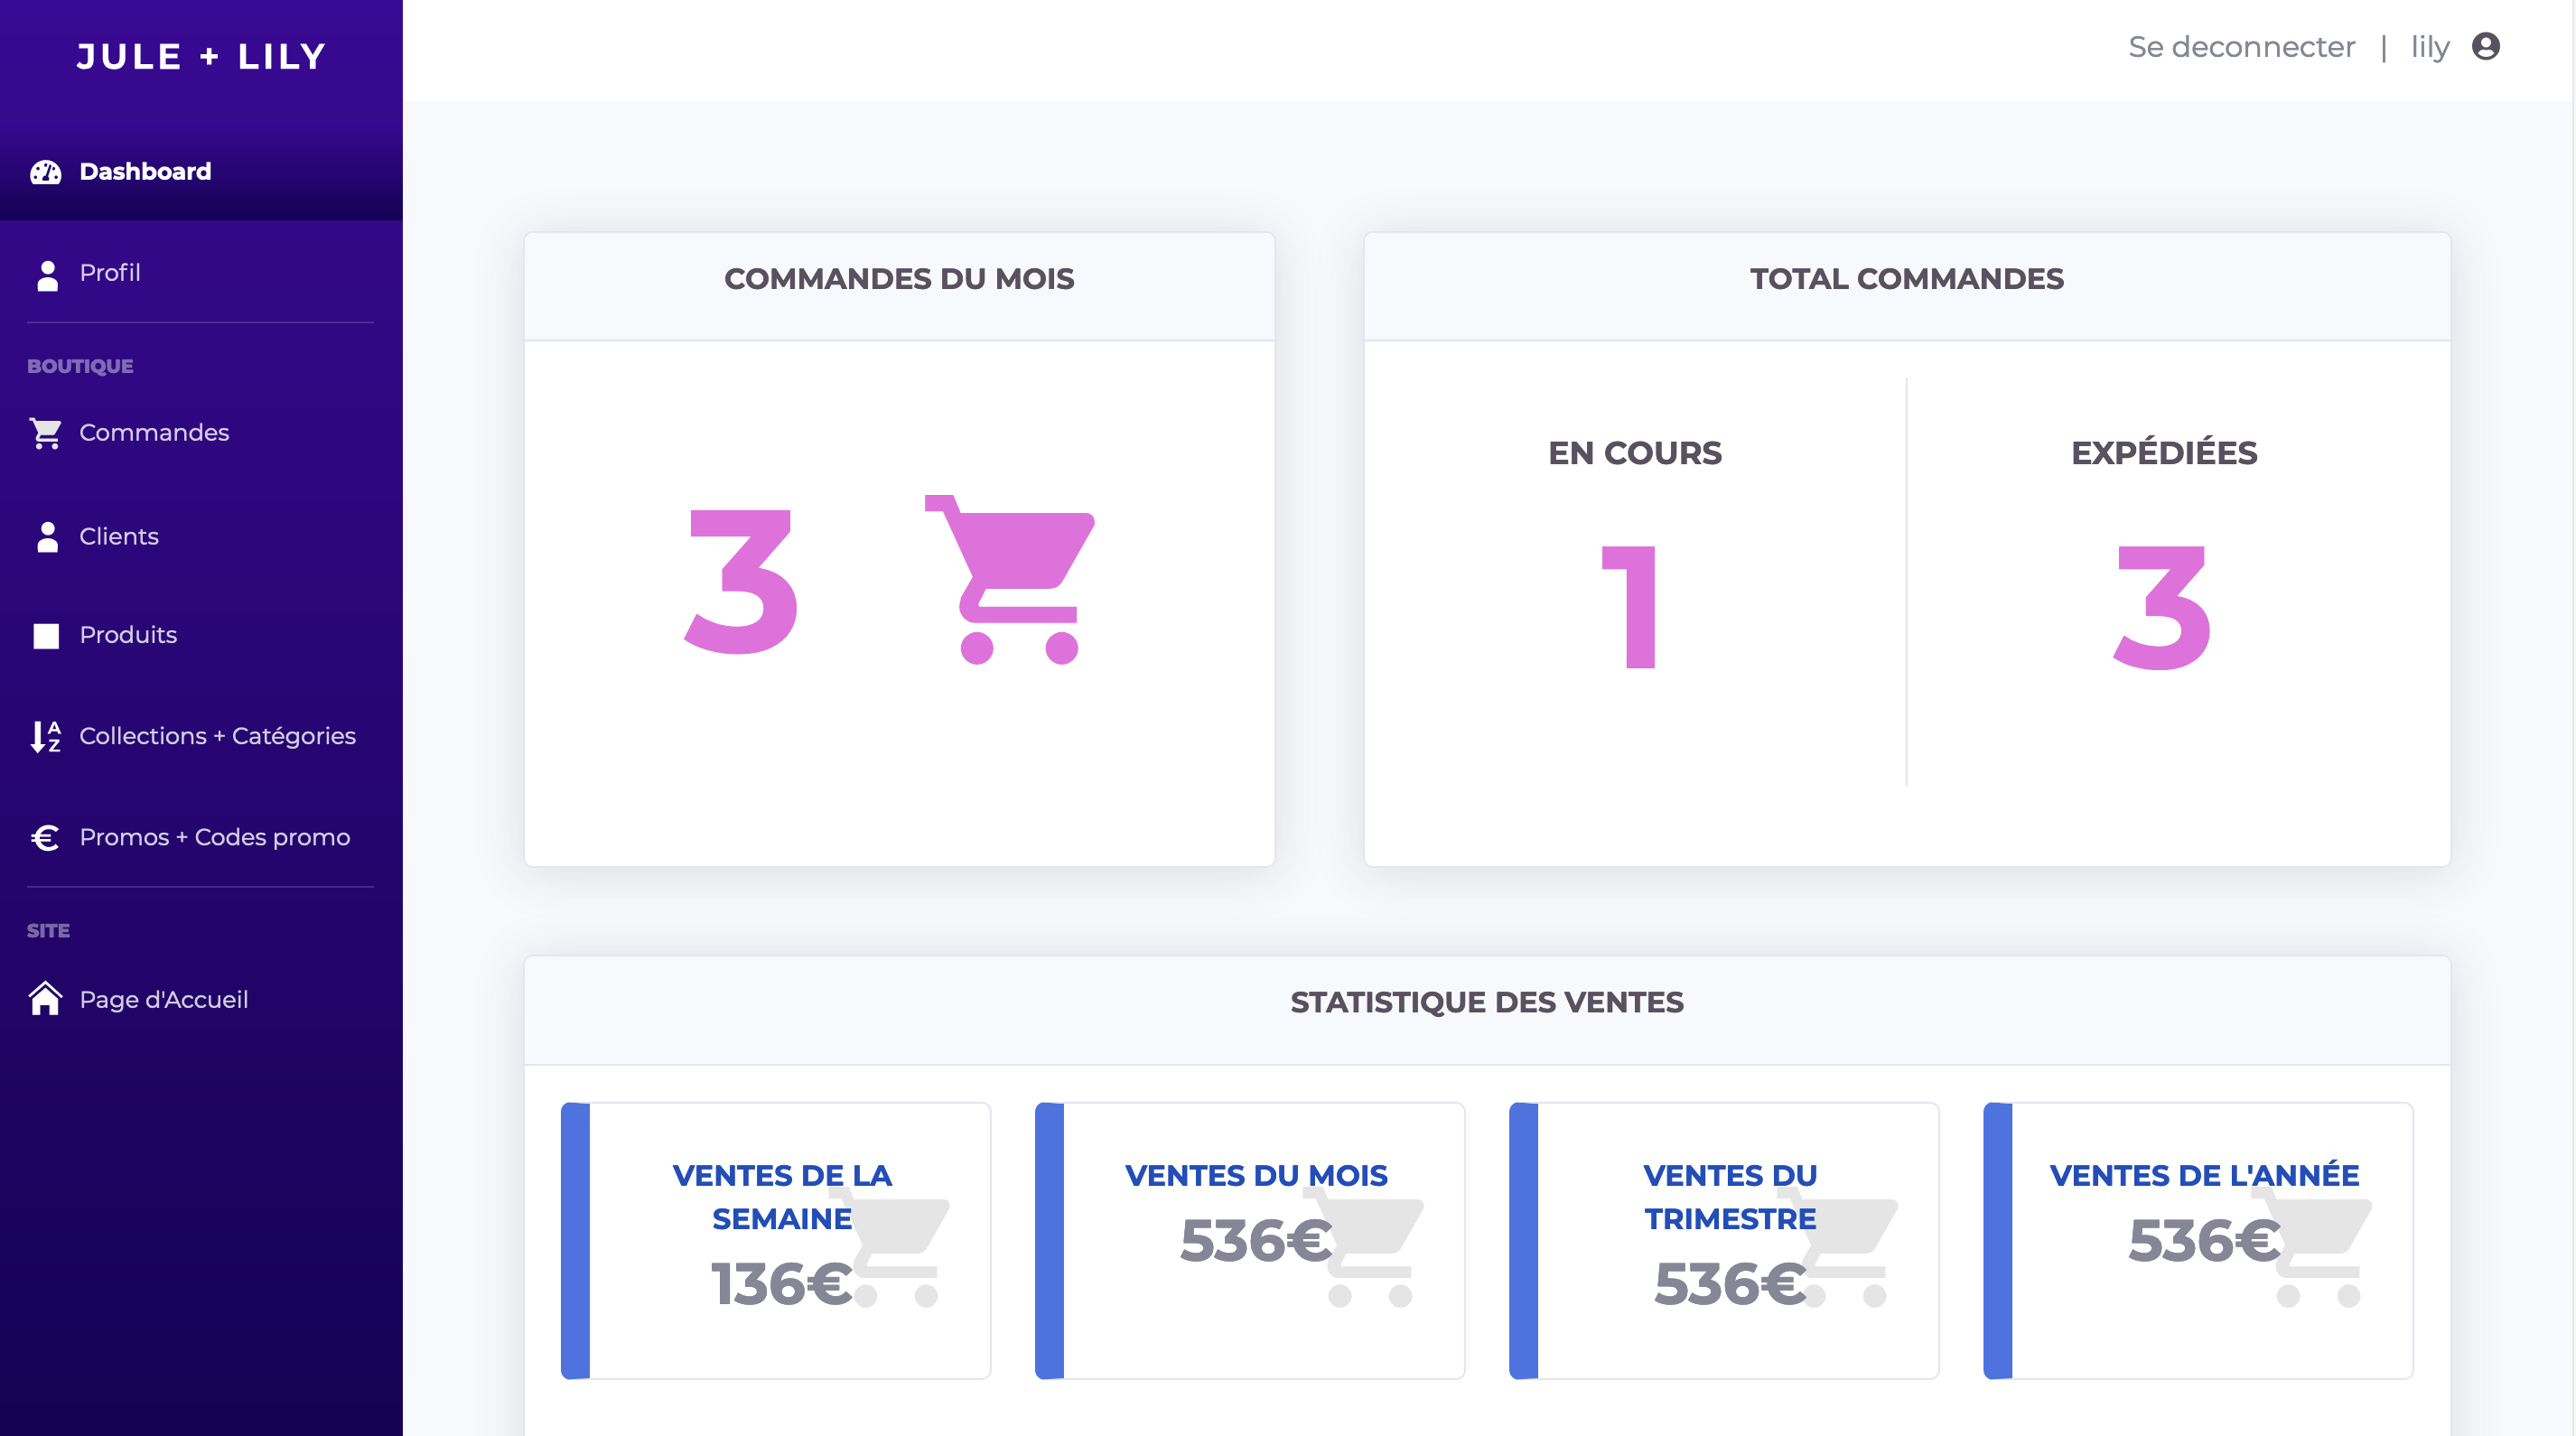 JULE + LILY
Se deconnecter | lily
Dashboard
Profil
BOUTIQUE
Commandes
Clients
Produits
Collections + Catégories
Promos + Codes promo
SITE
Page d'Accueil
COMMANDES DU MOIS
3
TOTAL COMMANDES
EN COURS
1
EXPÉDIÉES
3
STATISTIQUE DES VENTES
VENTES DE LA
SEMAINE
136€
VENTES DU MOIS
536€
VENTES DU
TRIMESTRE
536€
VENTES DE L'ANNÉE
536€